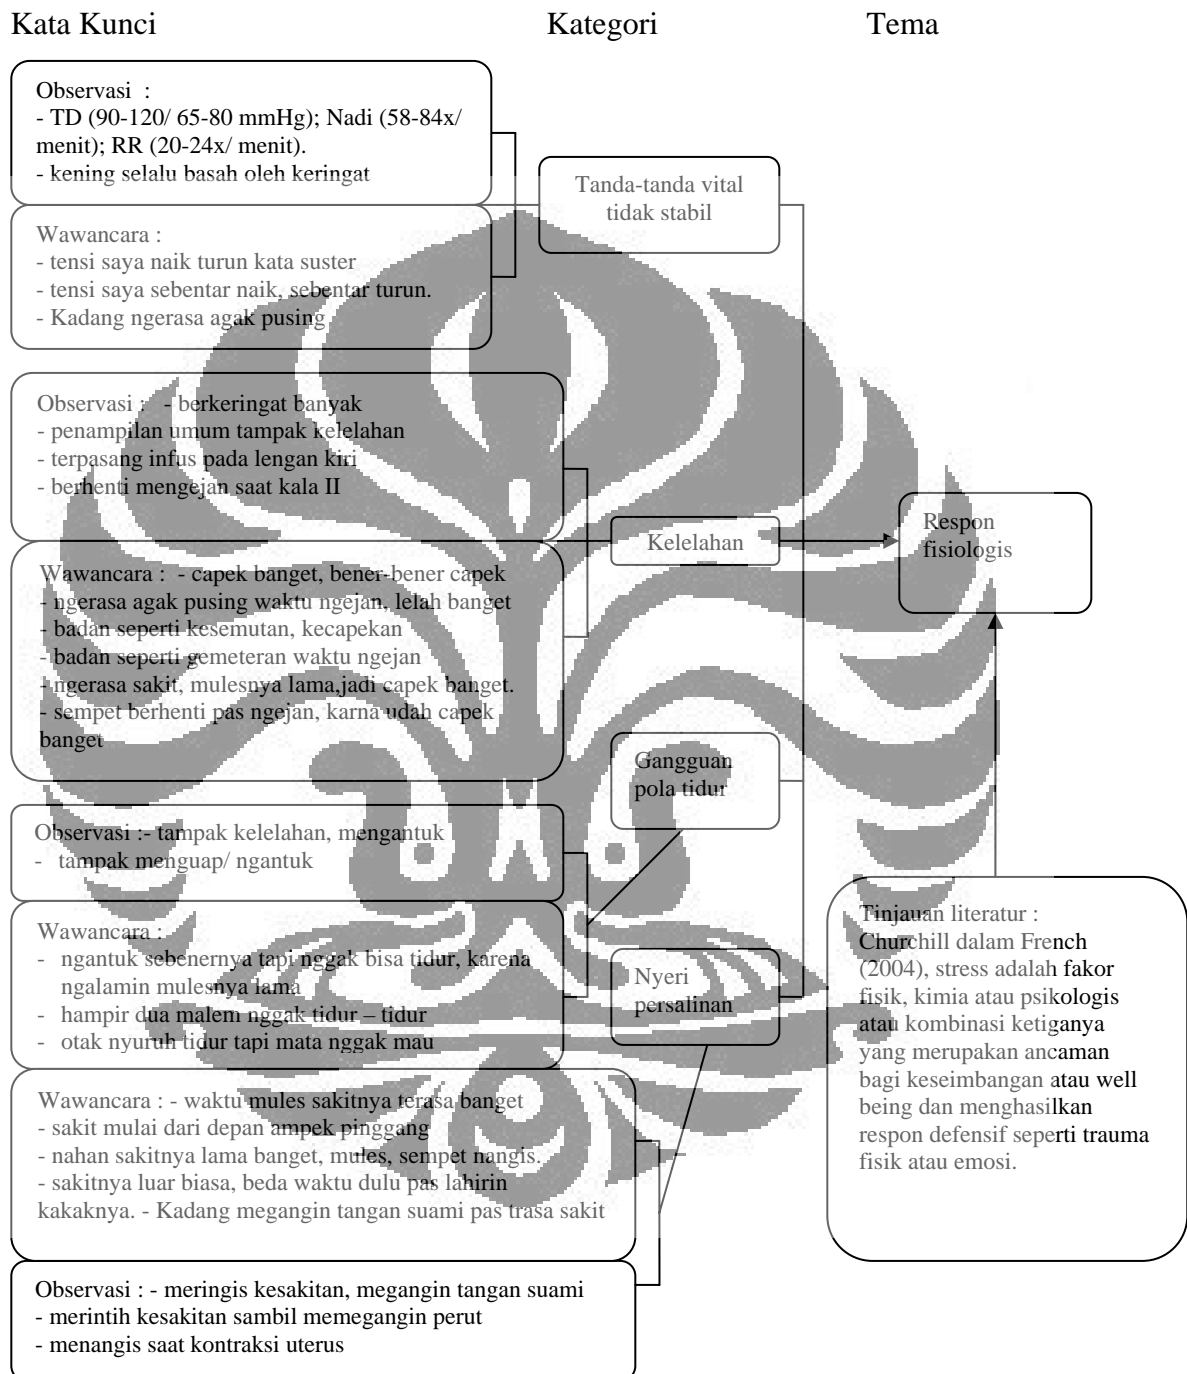 Kata Kunci
Kategori
Tema
Observasi :
- TD (90-120/ 65-80 mmHg); Nadi (58-84x/
menit); RR (20-24x/ menit).
- kening selalu basah oleh keringat
Wawancara :
- tensi saya naik turun kata suster
- tensi saya sebentar naik, sebentar turun.
- Kadang ngerasa agak pusing
Tanda-tanda vital
tidak stabil
Observasi : - berkeringat banyak
- penampilan umum tampak kelelahan
- terpasang infus pada lengan kiri
- berhenti mengejan saat kala II
Wawancara : - capek banget, bener-bener capek
- ngerasa agak pusing waktu ngejan, lelah banget
- badan seperti kesemutan, kecapekan
- badan seperti gemeteran waktu ngejan
- ngerasa sakit, mulesnya lama,jadi capek banget.
- sempet berhenti pas ngejan, karna udah capek
banget
Kelelahan
Respon
fisiologis
Observasi :- tampak kelelahan, mengantuk
- tampak menguap/ ngantuk
Wawancara :
- ngantuk sebenernya tapi nggak bisa tidur, karena
ngalamin mulesnya lama
- hampir dua malem nggak tidur – tidur
- otak nyuruh tidur tapi mata nggak mau
Gangguan
pola tidur
Wawancara : - waktu mules sakitnya terasa banget
- sakit mulai dari depan ampek pinggang
- nahan sakitnya lama banget, mules, sempet nangis.
- sakitnya luar biasa, beda waktu dulu pas lahirin
kakaknya. - Kadang megangin tangan suami pas trasa sakit
Observasi : - meringis kesakitan, megangin tangan suami
- merintih kesakitan sambil memegangin perut
- menangis saat kontraksi uterus
Nyeri
persalinan
Tinjauan literatur :
Churchill dalam French
(2004), stress adalah fakor
fisik, kimia atau psikologis
atau kombinasi ketiganya
yang merupakan ancaman
bagi keseimbangan atau well
being dan menghasilkan
respon defensif seperti trauma
fisik atau emosi.